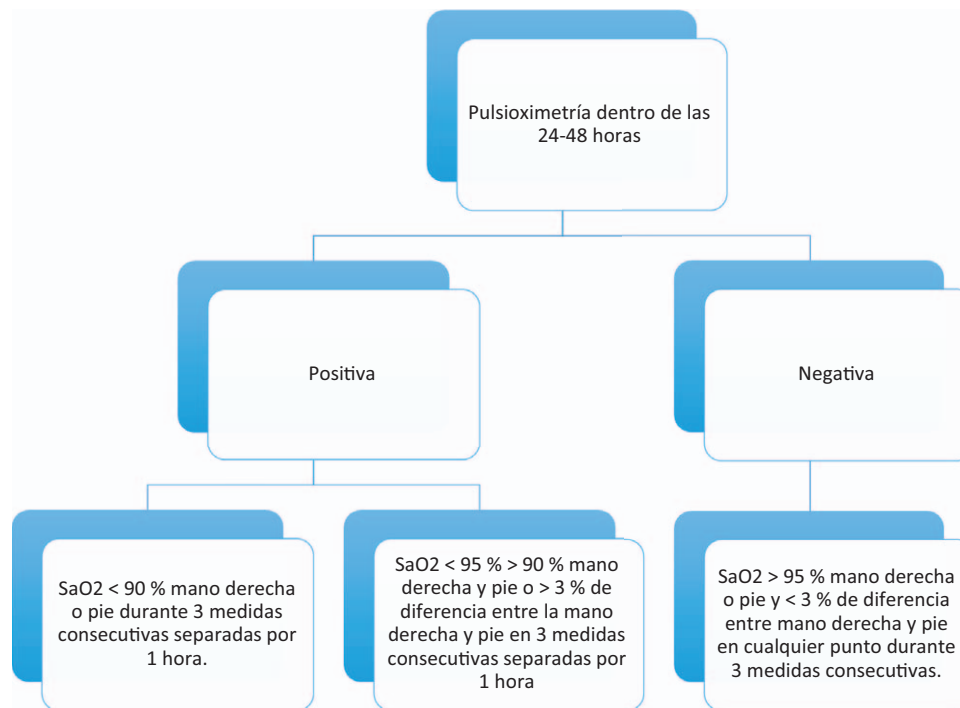 Pulsioximetría dentro de las
24-48 horas
Positiva
Negativa
SaO2 < 90 % mano derecha
o pie durante 3 medidas
consecutivas separadas por
1 hora.
SaO2 < 95 % > 90 % mano
derecha y pie o > 3 % de
diferencia entre la mano
derecha y pie en 3 medidas
consecutivas separadas por
1 hora
SaO2 > 95 % mano derecha
o pie y < 3 % de diferencia
entre mano derecha y pie
en cualquier punto durante
3 medidas consecutivas.